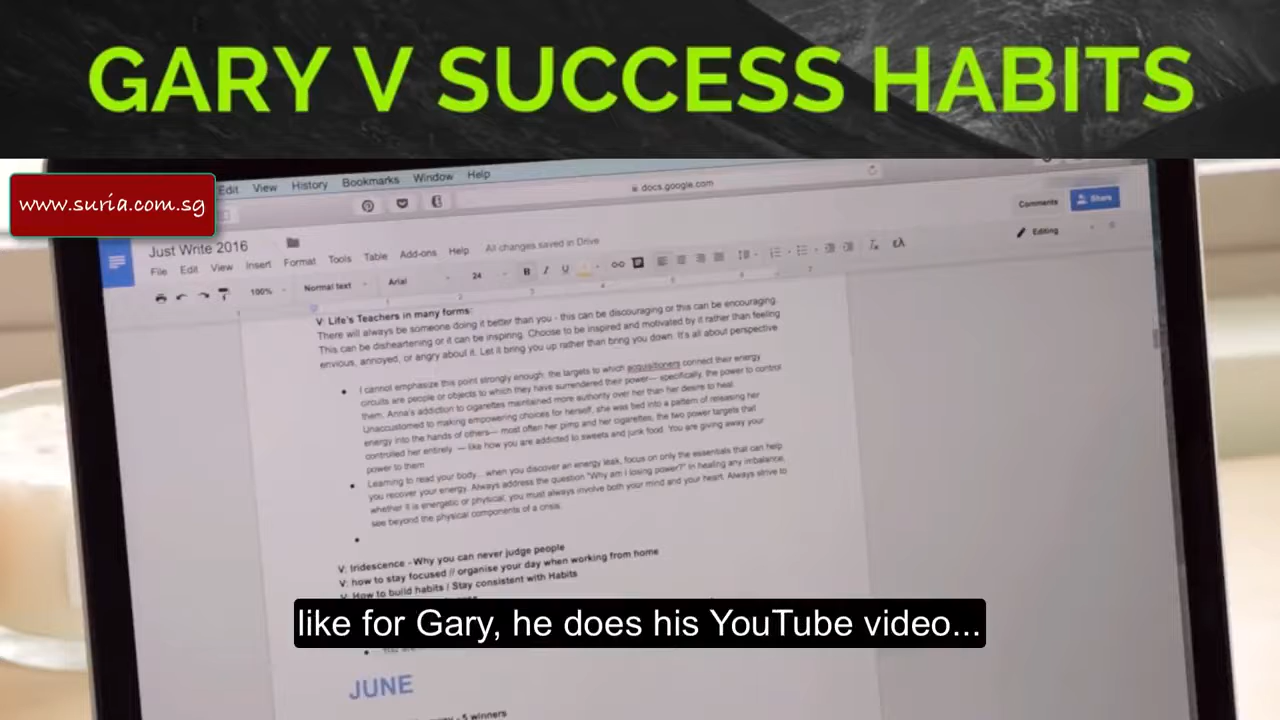 GARY V SUCCESS HABITS
www.suria.com.sg
Edit View History Bookmarks Window Help
docs.google.com
Just Write 2016
Comments Share
File Edit View Insert Format Tools Table Add-ons Help All changes saved in Drive
Editing
100% Normal text Arial 24 B I U
V: Life's Teachers in many forms:
There will always be someone doing it better than you - this can be discouraging or this can be encouraging.
This can be disheartening or it can be inspiring. Choose to be inspired and motivated by it rather than feeling
envious, annoyed, or angry about it. Let it bring you up rather than bring you down. It's all about perspective
I cannot emphasize this point strongly enough: the targets to which acquisitioners connect their energy
circuits are people or objects to which they have surrendered their power— specifically, the power to control
them. Anna's addiction to cigarettes maintained more authority over her than her desire to heal.
Unaccustomed to making empowering choices for herself, she was tied into a pattern of releasing her
energy into the hands of others— most often her pimp and her cigarettes, the two power targets that
controlled her entirely. — like how you are addicted to sweets and junk food. You are giving away your
power to them
Learning to read your body... when you discover an energy leak, focus on only the essentials that can help
you recover your energy. Always address the question "Why am I losing power?" In healing any imbalance,
whether it is energetic or physical, you must always involve both your mind and your heart. Always strive to
see beyond the physical components of a crisis.
V: Iridescence - Why you can never judge people
V: how to stay focused // organise your day when working from home
V: How to build habits / Stay consistent with Habits
like for Gary, he does his YouTube video...
JUNE
- 5 winners